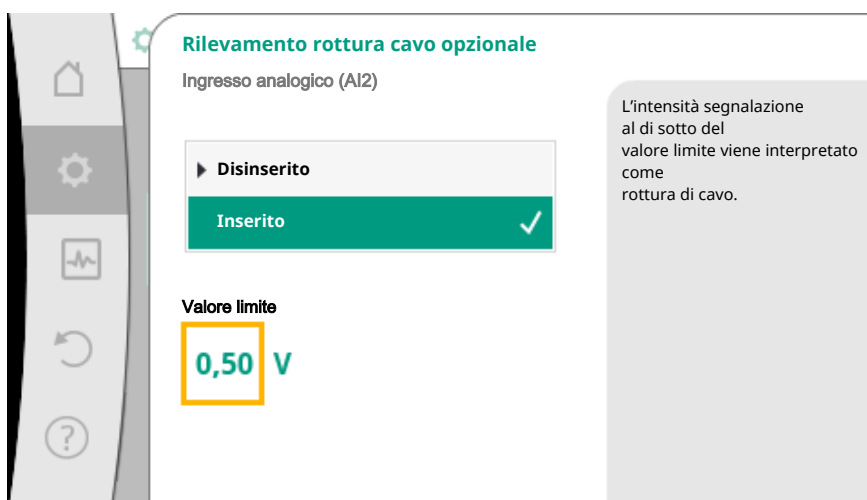 Rilevamento rottura cavo opzionale
Ingresso analogico (AI2)
Disinserito
Inserito
Valore limite
0,50 V
L'intensità segnalazione
al di sotto del
valore limite viene interpretato
come
rottura di cavo.
?